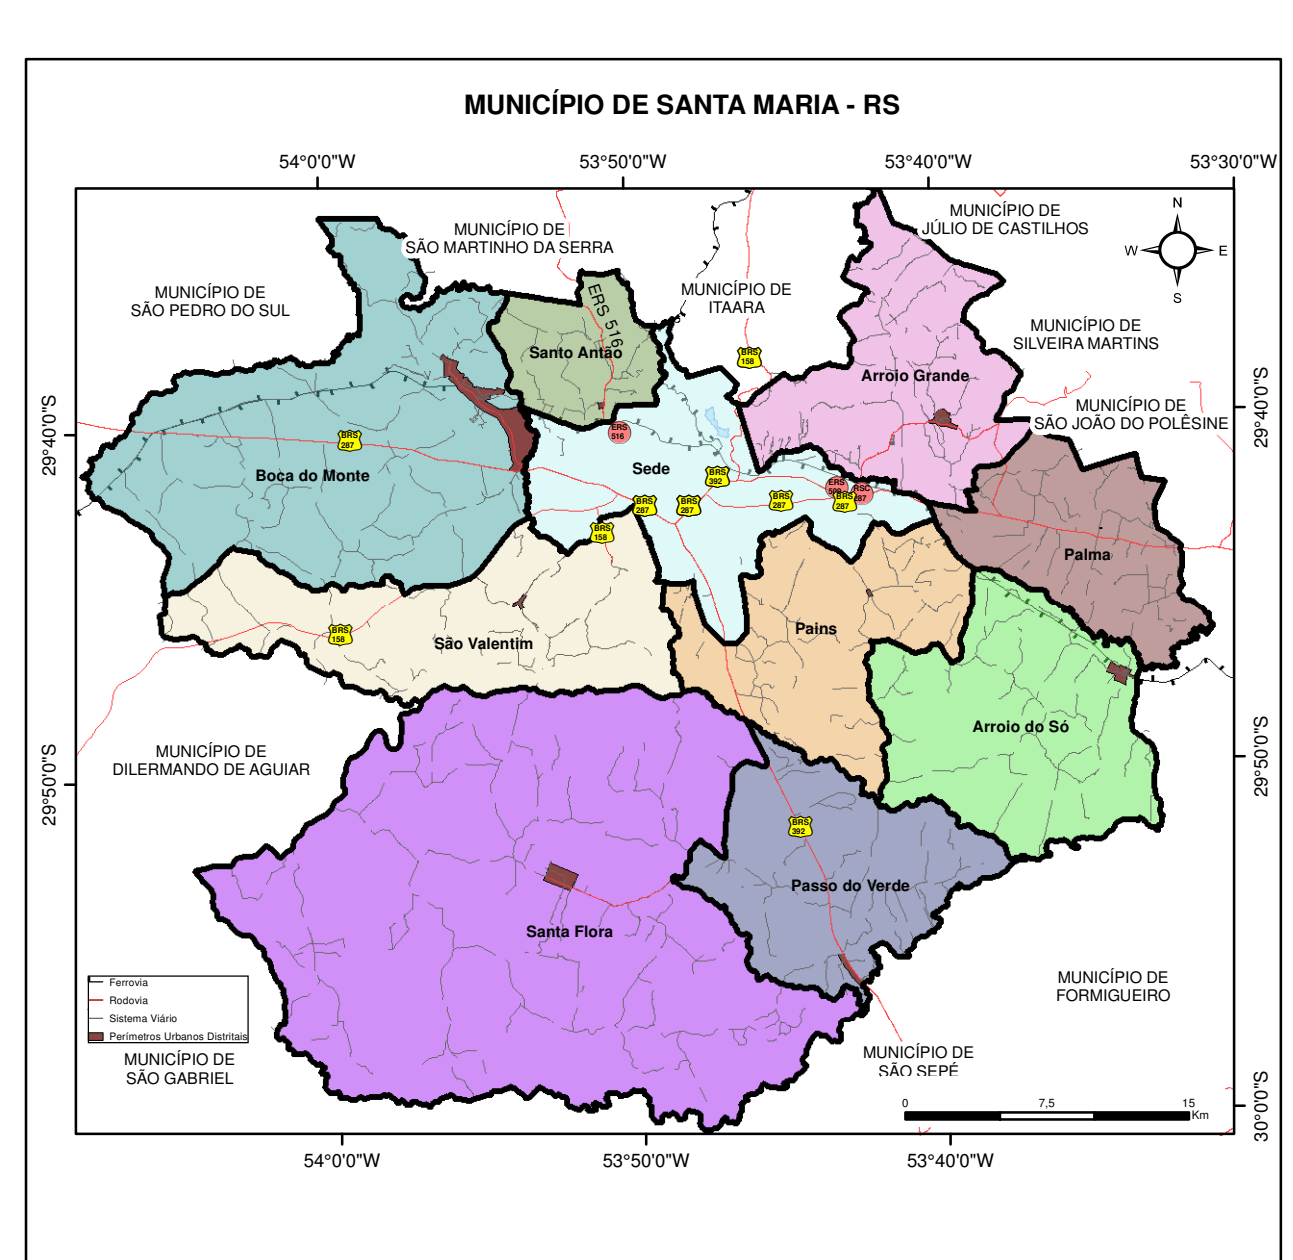 MUNICÍPIO DE SANTA MARIA - RS
54°0'0"W
53°50'0"W
53°40'0"W
53°30'0"W
MUNICÍPIO DE
SÃO MARTINHO DA SERRA
MUNICÍPIO DE
JÚLIO DE CASTILHOS
N
W
E
S
MUNICÍPIO DE
SÃO PEDRO DO SUL
MUNICÍPIO DE
ITAARA
ERS 516
MUNICÍPIO DE
SILVEIRA MARTINS
Santo Antão
BRS
158
Arroio Grande
MUNICÍPIO DE
SÃO JOÃO DO POLÊSINE
29°40'0"S
29°40'0"S
BRS
287
ERS
516
Boca do Monte
Sede
BRS
392
BRS
287
BRS
287
BRS
287
ERS
509
BRS
287
RSC
287
BRS
158
Palma
BRS
158
São Valentim
Pains
Arroio do Só
29°50'0"S
29°50'0"S
MUNICÍPIO DE
DILERMANDO DE AGUIAR
BRS
392
Passo do Verde
Santa Flora
Ferrovia
Rodovia
Sistema Viário
Perímetros Urbanos Distritais
MUNICÍPIO DE
FORMIGUEIRO
MUNICÍPIO DE
SÃO GABRIEL
MUNICÍPIO DE
SÃO SEPÉ
0
7,5
15
Km
30°0'0"S
54°0'0"W
53°50'0"W
53°40'0"W